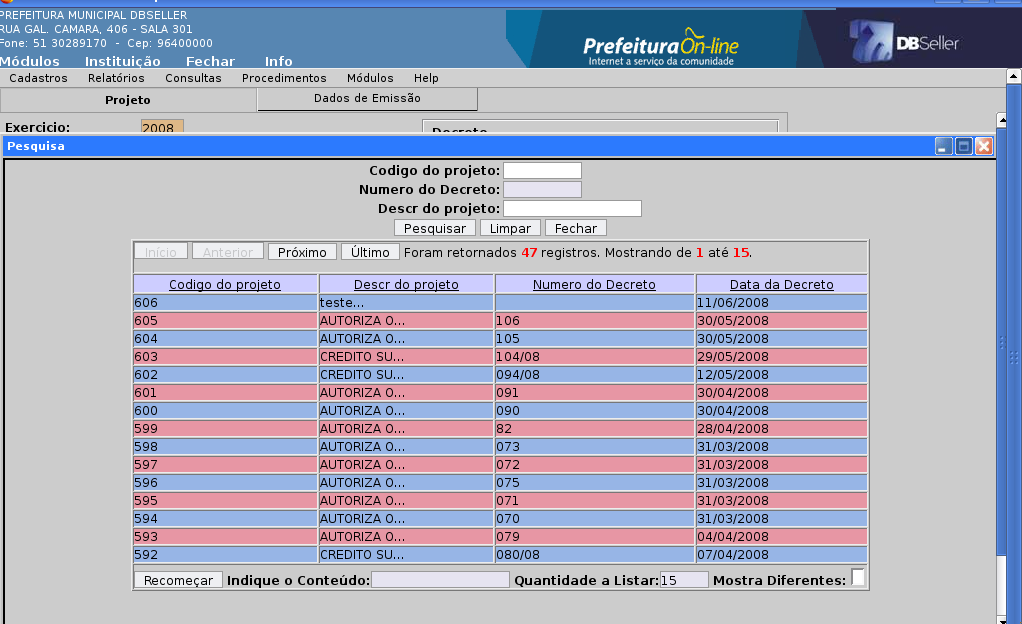 PREFEITURA MUNICIPAL DBSELLER
RUA GAL. CAMARA, 406 - SALA 301
Fone: 51 30289170 - Cep: 96400000
Módulos Instituição Fechar Info
Prefeitura On-line
Internet a serviço da comunidade
DBSeller
Cadastros Relatórios Consultas Procedimentos Módulos Help
Projeto Dados de Emissão
Exercicio: 2008 Decreto
Pesquisa
Codigo do projeto:
Numero do Decreto:
Descr do projeto:
Pesquisar Limpar Fechar
Início Anterior Próximo Último Foram retornados 47 registros. Mostrando de 1 até 15.
Codigo do projeto Descr do projeto Numero do Decreto Data da Decreto
606 teste... 11/06/2008
605 AUTORIZA O... 106 30/05/2008
604 AUTORIZA O... 105 30/05/2008
603 CREDITO SU... 104/08 29/05/2008
602 CREDITO SU... 094/08 12/05/2008
601 AUTORIZA O... 091 30/04/2008
600 AUTORIZA O... 090 30/04/2008
599 AUTORIZA O... 82 28/04/2008
598 AUTORIZA O... 073 31/03/2008
597 AUTORIZA O... 072 31/03/2008
596 AUTORIZA O... 075 31/03/2008
595 AUTORIZA O... 071 31/03/2008
594 AUTORIZA O... 070 31/03/2008
593 AUTORIZA O... 079 04/04/2008
592 CREDITO SU... 080/08 07/04/2008
Recomeçar Indique o Conteúdo: Quantidade a Listar: 15 Mostra Diferentes: